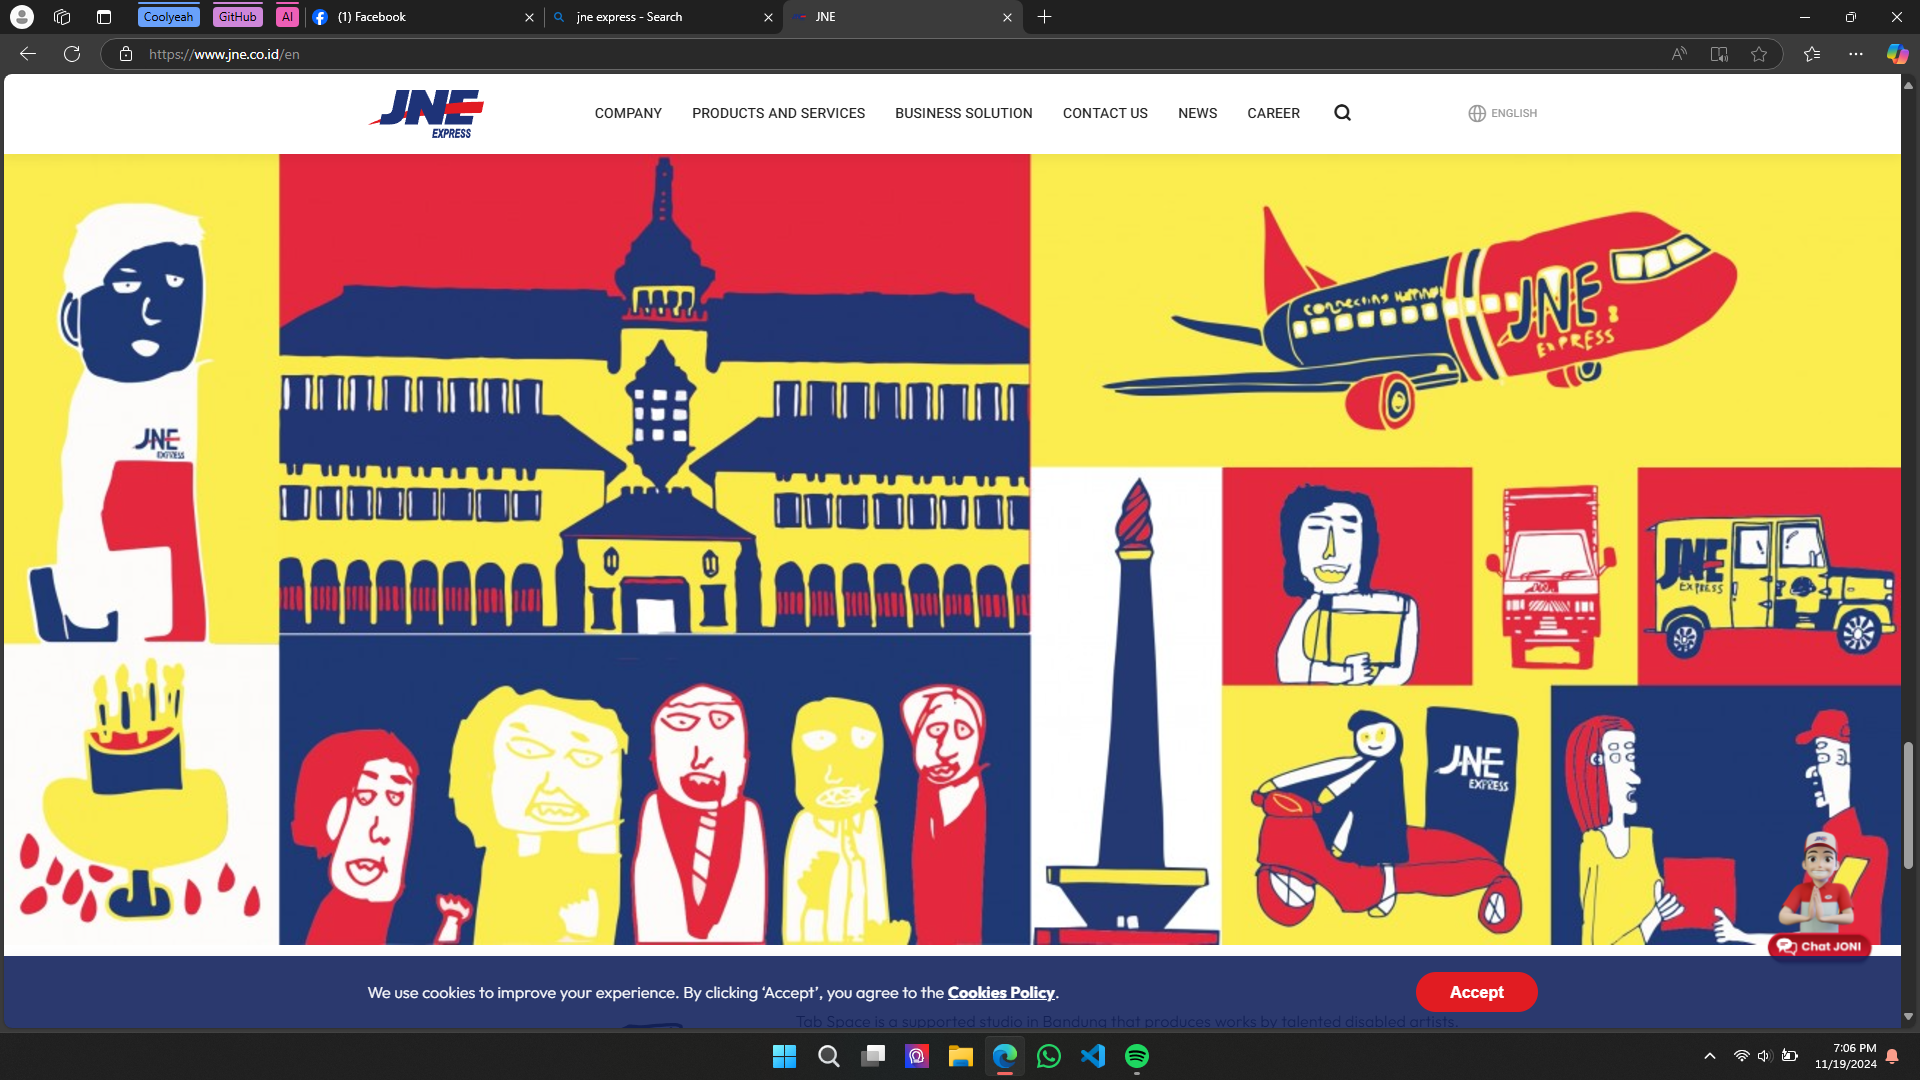 Coolyeah
GitHub
AI
(1) Facebook
jne express - Search
JNE
https://www.jne.co.id/en
JNE
EXPRESS
COMPANY
PRODUCTS AND SERVICES
BUSINESS SOLUTION
CONTACT US
NEWS
CAREER
ENGLISH
JNE
EXPRESS
JNE
EXPRESS
JNE
EXPRESS
JNE
EXPRESS
Chat JONI
We use cookies to improve your experience. By clicking ‘Accept’, you agree to the Cookies Policy.
Accept
Tab Space is a supported studio in Bandung that produces works by talented disabled artists.
7:06 PM
11/19/2024